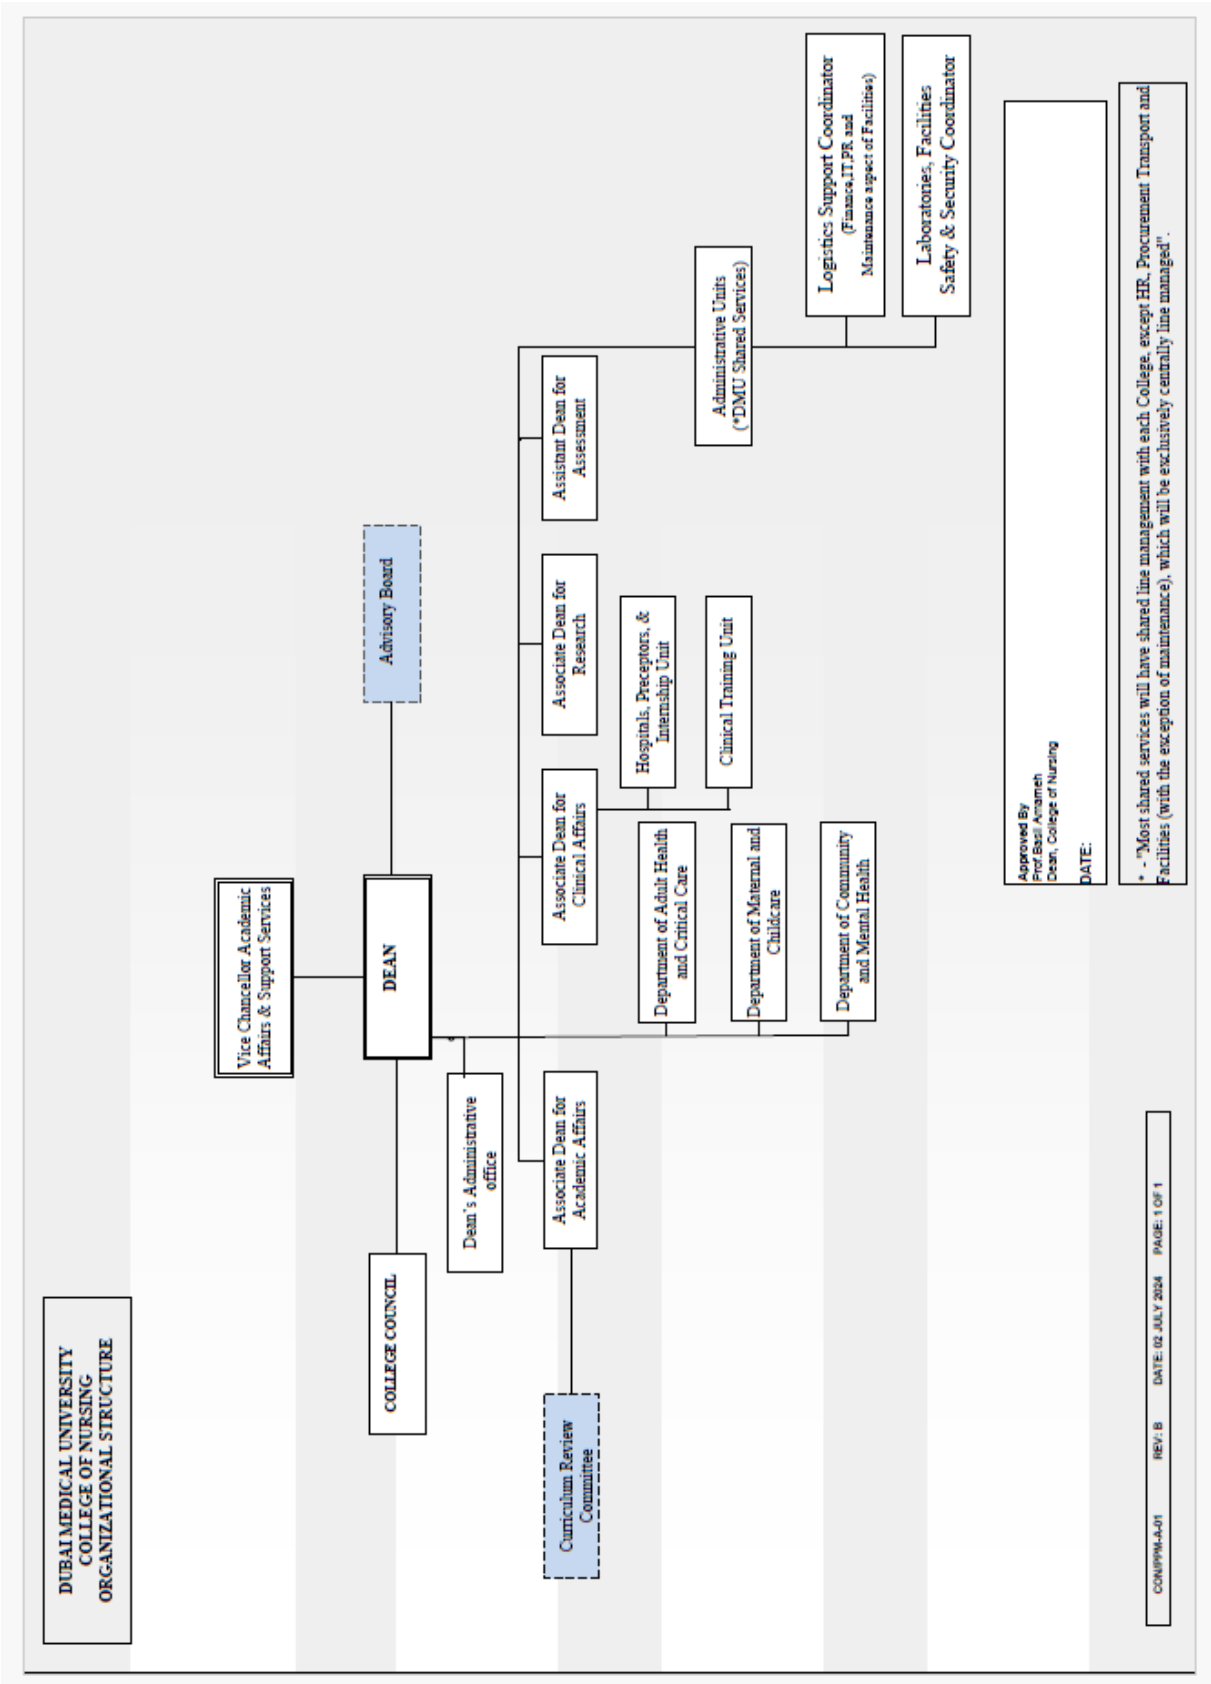 DUBAI MEDICAL UNIVERSITY
COLLEGE OF NURSING
ORGANIZATIONAL STRUCTURE
Vice Chancellor Academic
Affairs & Support Services
COLLEGE COUNCIL
DEAN
Advisory Board
Dean's Administrative
office
Curriculum Review
Committee
Associate Dean for
Academic Affairs
Associate Dean for
Clinical Affairs
Associate Dean for
Research
Assistant Dean for
Assessment
Department of Adult Health
and Critical Care
Department of Maternal and
Childcare
Department of Community
and Mental Health
Hospitals, Preceptors, &
Internship Unit
Clinical Training Unit
Administrative Units
(*DMU Shared Services)
Logistics Support Coordinator
(Finance,IT,PR and
Maintenance aspect of Facilities)
Laboratories, Facilities
Safety & Security Coordinator
Approved By
Prof.Basil Amameh
Dean, College of Nursing
DATE:
* - "Most shared services will have shared line management with each College, except HR, Procurement Transport and
Facilities (with the exception of maintenance), which will be exclusively centrally line managed".
CON/PPM-A-01 REV: B DATE: 02 JULY 2024 PAGE: 1 OF 1